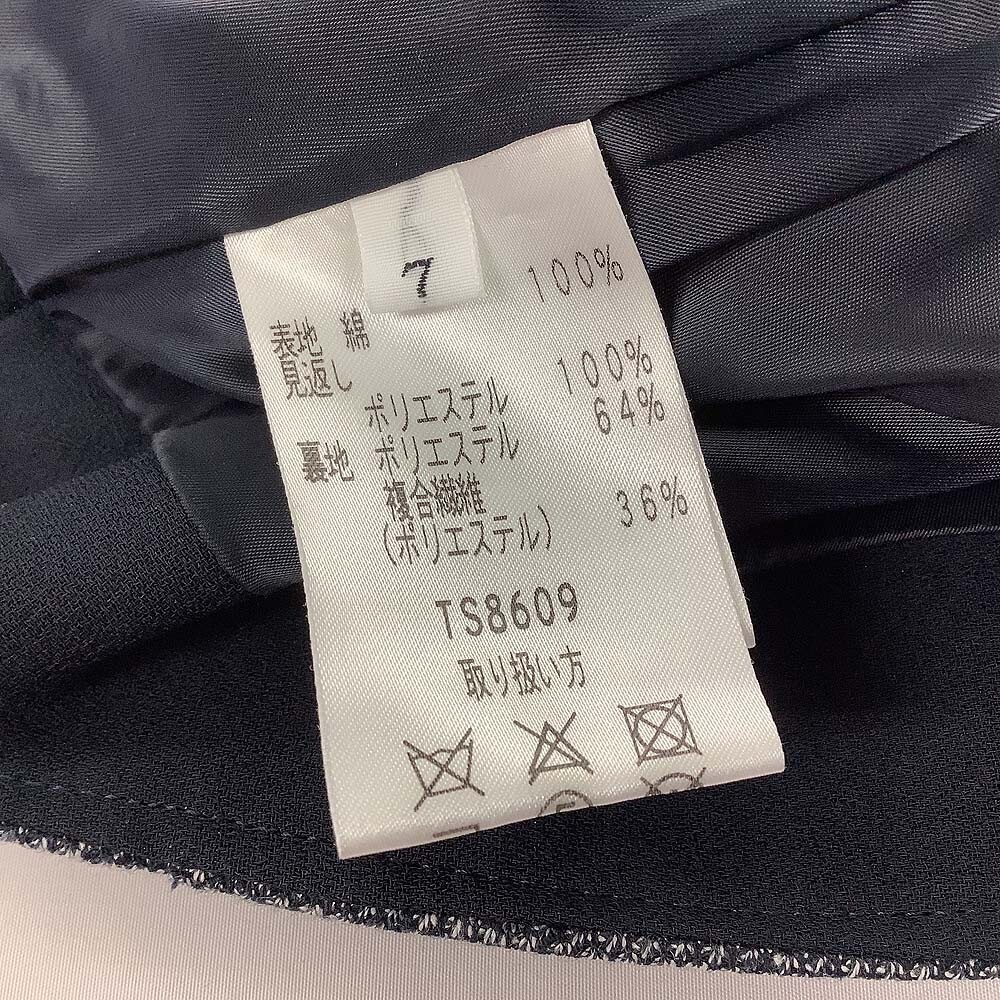 7
表地 綿 100%
見返し
ポリエステル 100%
裏地 ポリエステル 64%
複合繊維
(ポリエステル) 36%
TS8609
取り扱い方